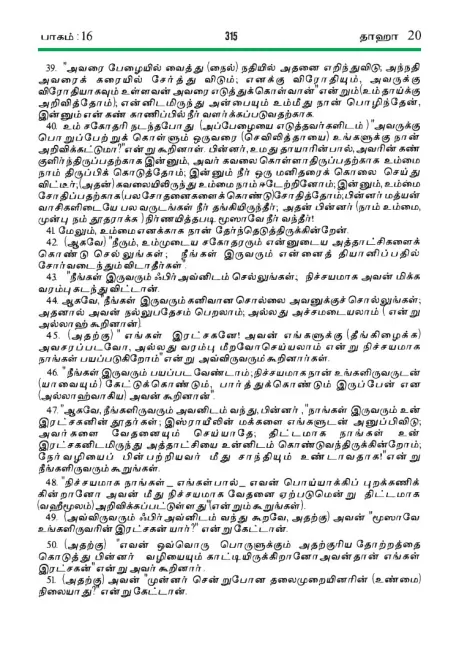 பாகம் : 16 315 தாஹா 20
39. "அவரை பேழையில் வைத்து (நைல்) நதியில் அதனை எறிந்துவிடு, அந்நதி
அவரைக் கரையில் சேர்த்து விடும்; எனக்கு விரோதியும், அவருக்கு
விரோதியாகவும் உள்ளவன் அவரை எடுத்துக்கொள்வான்" என்றும் (உம் தாய்க்கு
அறிவித்தோம்); என்னிடமிருந்து அன்பையும் உம்மீது நான் பொழிந்தேன்,
இன்னும் என் கண் காணிப்பில் நீர் வளர்க்கப்படுவதற்காக.
40. உம் சகோதரி நடந்தபோது (அப்பேழையை எடுத்தவர்களிடம்) "அவருக்கு
பொறுப்பேற்றுக் கொள்ளும் ஒருவரை (செவிலித்தாயை) உங்களுக்கு நான்
அறிவிக்கட்டுமா?" என்று கூறினாள். பின்னர், உமது தாயாரின்பால், அவரின் கண்
குளிர்ந்திருப்பதற்காக இன்னும், அவர் கவலை கொள்ளாதிருப்பதற்காக உம்மை
நாம் திருப்பிக் கொடுத்தோம்; இன்னும் நீர் ஒரு மனிதரைக் கொலை செய்து
விட்டீர், (அதன்) கவலையிலிருந்து உம்மை நாம் ஈடேற்றினோம்; இன்னும், உம்மை
சோதிப்பதற்காக (பல சோதனைகளைக் கொண்டு) சோதித்தோம்; பின்னர் மத்யன்
வாசிகளிடையே பல வருடங்கள் நீர் தங்கியிருந்தீர்; அதன் பின்னர் (நாம் உம்மை,
முன்பு நம் தூதராக்க) நிர்ணயித்தபடி மூஸாவே நீர் வந்தீர்!
41. மேலும், உம்மை எனக்காக நான் தேர்ந்தெடுத்திருக்கின்றேன்.
42. (ஆகவே) "நீரும், உம்முடைய சகோதரரும் என்னுடைய அத்தாட்சிகளைக்
கொண்டு செல்லுங்கள்; நீங்கள் இருவரும் என்னைத் தியானிப்பதில்
சோர்வடைந்தும் விடாதீர்கள்".
43. "நீங்கள் இருவரும் ஃபிர்அவ்னிடம் செல்லுங்கள்; நிச்சயமாக அவன் மிக்க
வரம்பு கடந்து விட்டான்.
44. ஆகவே, நீங்கள் இருவரும் கனிவான சொல்லை அவனுக்குச் சொல்லுங்கள்;
அதனால் அவன் நல்லுபதேசம் பெறலாம்; அல்லது அச்சமடையலாம் ( என்று
அல்லாஹ் கூறினான்).
45. (அதற்கு) " எங்கள் இரட்சகனே! அவன் எங்களுக்கு (தீங்கிழைக்க)
அவசரப்படவோ, அல்லது வரம்பு மீறவோ செய்யலாம் என்று நிச்சயமாக
நாங்கள் பயப்படுகிறோம்" என்று அவ்விருவரும் கூறினார்கள்.
46. "நீங்கள் இருவரும் பயப்பட வேண்டாம்; நிச்சயமாக நான் உங்களிருவருடன்
(யாவையும்) கேட்டுக்கொண்டும், பார்த்துக்கொண்டும் இருப்பேன் என
(அல்லாஹ்வாகிய) அவன் கூறினான்".
47. "ஆகவே, நீங்களிருவரும் அவனிடம் வந்து, பின்னர், "நாங்கள் இருவரும் உன்
இரட்சகனின் தூதர்கள்; இஸ்ராயீலின் மக்களை எங்களுடன் அனுப்பிவிடு;
அவர்களை வேதனையும் செய்யாதே; திட்டமாக நாங்கள் உன்
இரட்சகனிடமிருந்து அத்தாட்சியை உன்னிடம் கொண்டுவந்திருக்கின்றோம்;
நேர்வழியைப் பின்பற்றியவர் மீது சாந்தியும் உண்டாவதாக!" என்று
நீங்களிருவரும் கூறுங்கள்.
48. "நிச்சயமாக நாங்கள்_ எங்கள்பால்_ எவன் பொய்யாக்கிப் புறக்கணிக்
கின்றானோ அவன் மீது நிச்சயமாக வேதனை ஏற்படுமென்று திட்டமாக
(வஹீமூலம்) அறிவிக்கப்பட்டுள்ளது" (என்றும் கூறுங்கள்).
49. (அவ்விருவரும் ஃபிர்அவ்னிடம் வந்து கூறவே, அதற்கு) அவன் "மூஸாவே
உங்களிருவரின் இரட்சகன் யார்?" என்று கேட்டான்.
50. (அதற்கு) "எவன் ஒவ்வொரு பொருளுக்கும் அதற்குரிய தோற்றத்தை
கொடுத்து பின்னர் வழியையும் காட்டியிருக்கிறானோ அவன்தான் எங்கள்
இரட்சகன்" என்று அவர் கூறினார்.
51. (அதற்கு) அவன் "முன்னர் சென்றுபோன தலைமுறையினரின் (உண்மை)
நிலை யாது?" என்று கேட்டான்.